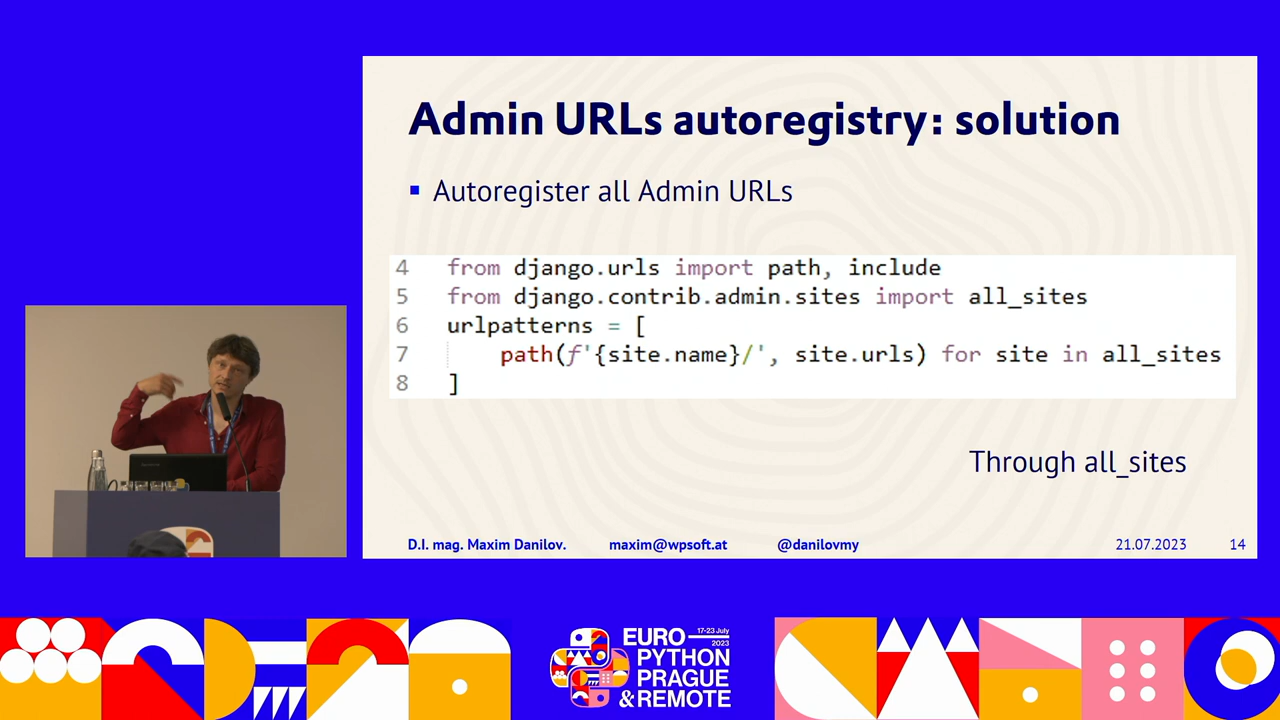 Admin URLs autoregistry: solution
▪ Autoregister all Admin URLs
4 from django.urls import path, include
5 from django.contrib.admin.sites import all_sites
6 urlpatterns = [
7 path(f'{site.name}/', site.urls) for site in all_sites
8 ]
Through all_sites
D.I. mag. Maxim Danilov. maxim@wpsoft.at @danilovmy 21.07.2023 14
EURO 17-23 July 2023
PYTHON
PRAGUE
& REMOTE